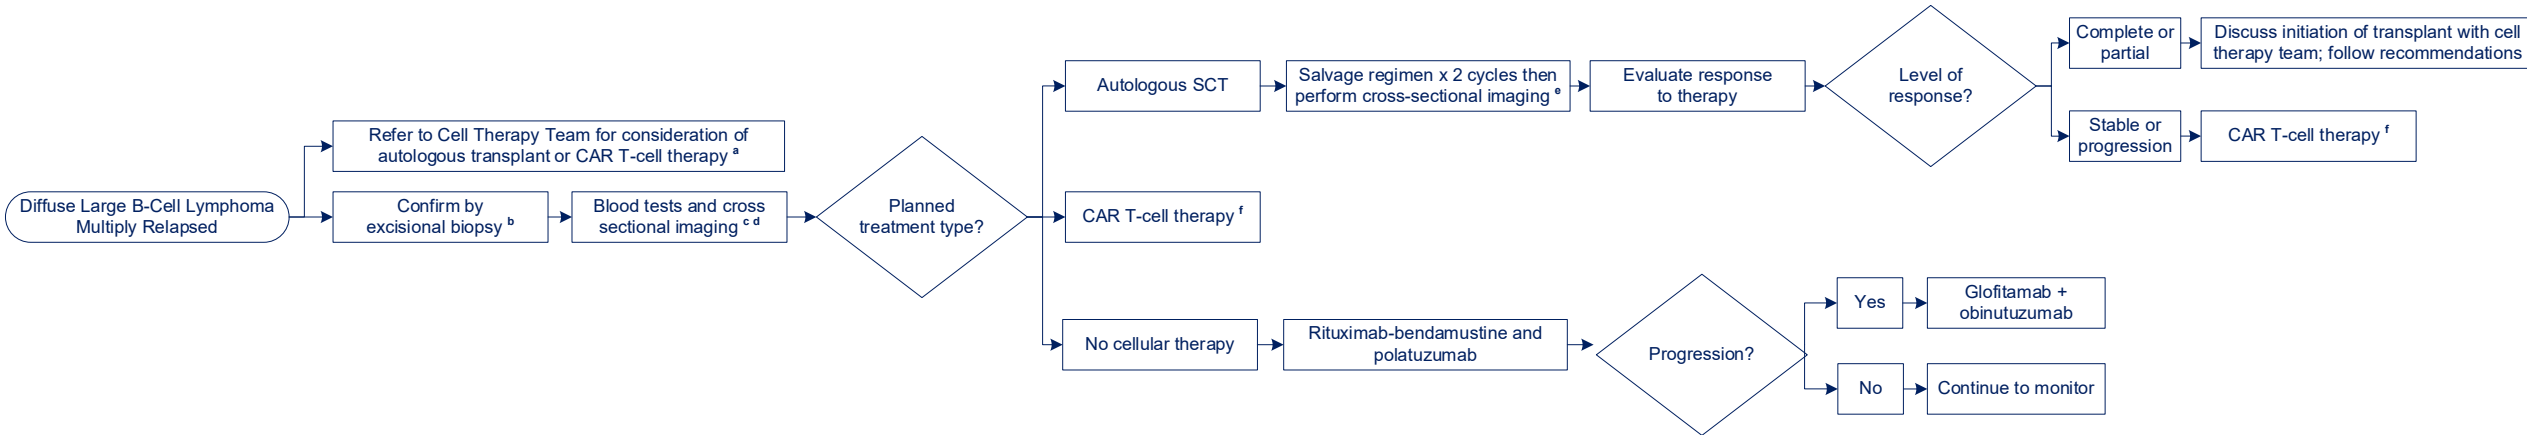 Diffuse Large B-Cell Lymphoma
Multiply Relapsed
Refer to Cell Therapy Team for consideration of
autologous transplant or CAR T-cell therapy a
Confirm by
excisional biopsy b
Blood tests and cross
sectional imaging c d
Planned
treatment type?
Autologous SCT
Salvage regimen x 2 cycles then
perform cross-sectional imaging e
Evaluate response
to therapy
Level of
response?
Complete or
partial
Discuss initiation of transplant with cell
therapy team; follow recommendations
Stable or
progression
CAR T-cell therapy f
CAR T-cell therapy f
No cellular therapy
Rituximab-bendamustine and
polatuzumab
Progression?
Yes
Glofitamab +
obinutuzumab
No
Continue to monitor